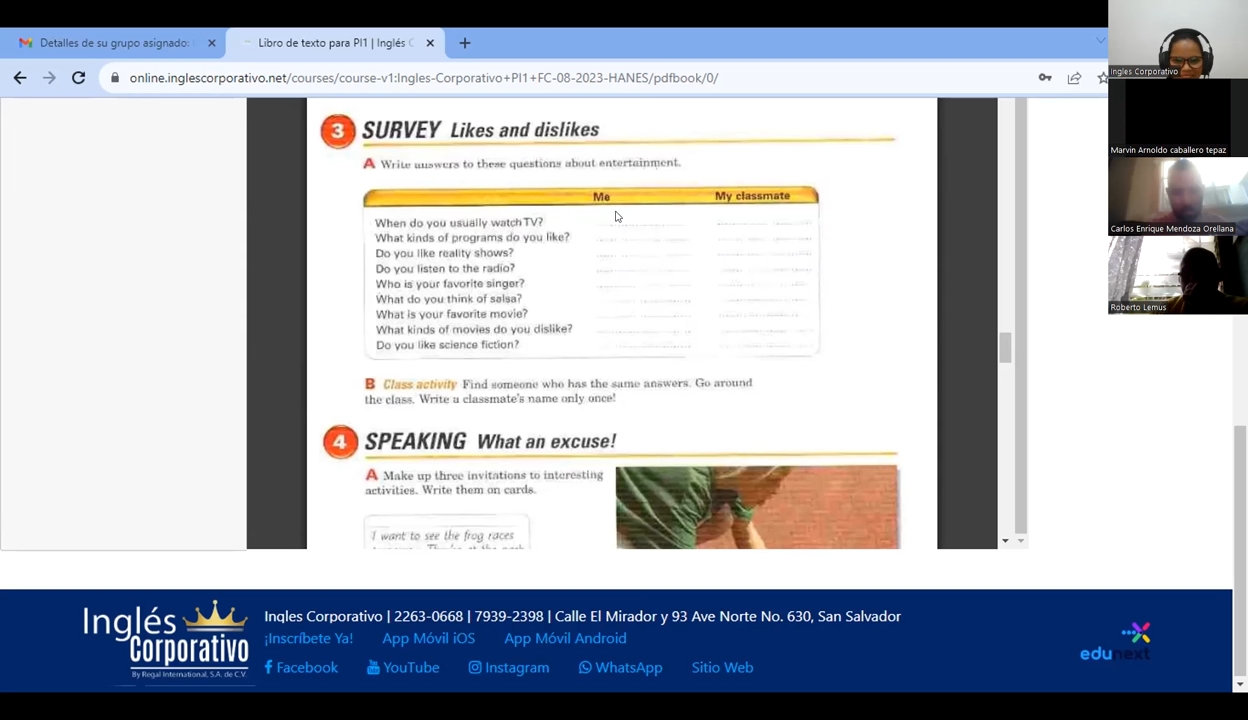 Detalles de su grupo asignado:
Libro de texto para PI1 | Inglés C
online.inglescorporativo.net/courses/course-v1:Ingles-Corporativo+PI1+FC-08-2023-HANES/pdfbook/0/
Ingles Corporativo
Marvin Arnoldo caballero tepaz
Carlos Enrique Mendoza Orellana
Roberto Lemus
3 SURVEY Likes and dislikes
A Write answers to these questions about entertainment.
Me My classmate
When do you usually watch TV?
What kinds of programs do you like?
Do you like reality shows?
Do you listen to the radio?
Who is your favorite singer?
What do you think of salsa?
What is your favorite movie?
What kinds of movies do you dislike?
Do you like science fiction?
B Class activity Find someone who has the same answers. Go around
the class. Write a classmate's name only once!
4 SPEAKING What an excuse!
A Make up three invitations to interesting
activities. Write them on cards.
I want to see the frog races
Inglés
Corporativo
By Regal International, S.A. de C.V.
Ingles Corporativo | 2263-0668 | 7939-2398 | Calle El Mirador y 93 Ave Norte No. 630, San Salvador
¡Inscríbete Ya! App Móvil iOS App Móvil Android
Facebook YouTube Instagram WhatsApp Sitio Web
edunext